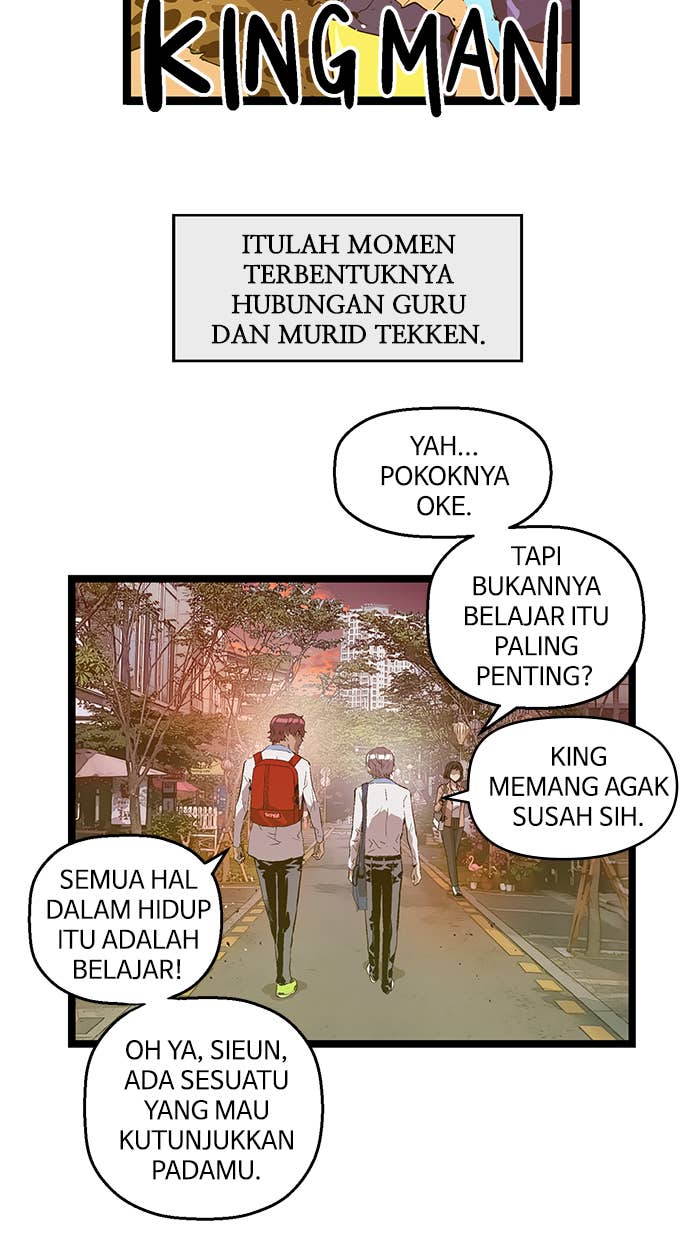 KING MAN
ITULAH MOMEN
TERBENTUKNYA
HUBUNGAN GURU
DAN MURID TEKKEN.
YAH...
POKOKNYA
OKE.
TAPI
BUKANNYA
BELAJAR ITU
PALING
PENTING?
KING
MEMANG AGAK
SUSAH SIH.
SEMUA HAL
DALAM HIDUP
ITU ADALAH
BELAJAR!
OH YA, SIEUN,
ADA SESUATU
YANG MAU
KUTUNJUKKAN
PADAMU.